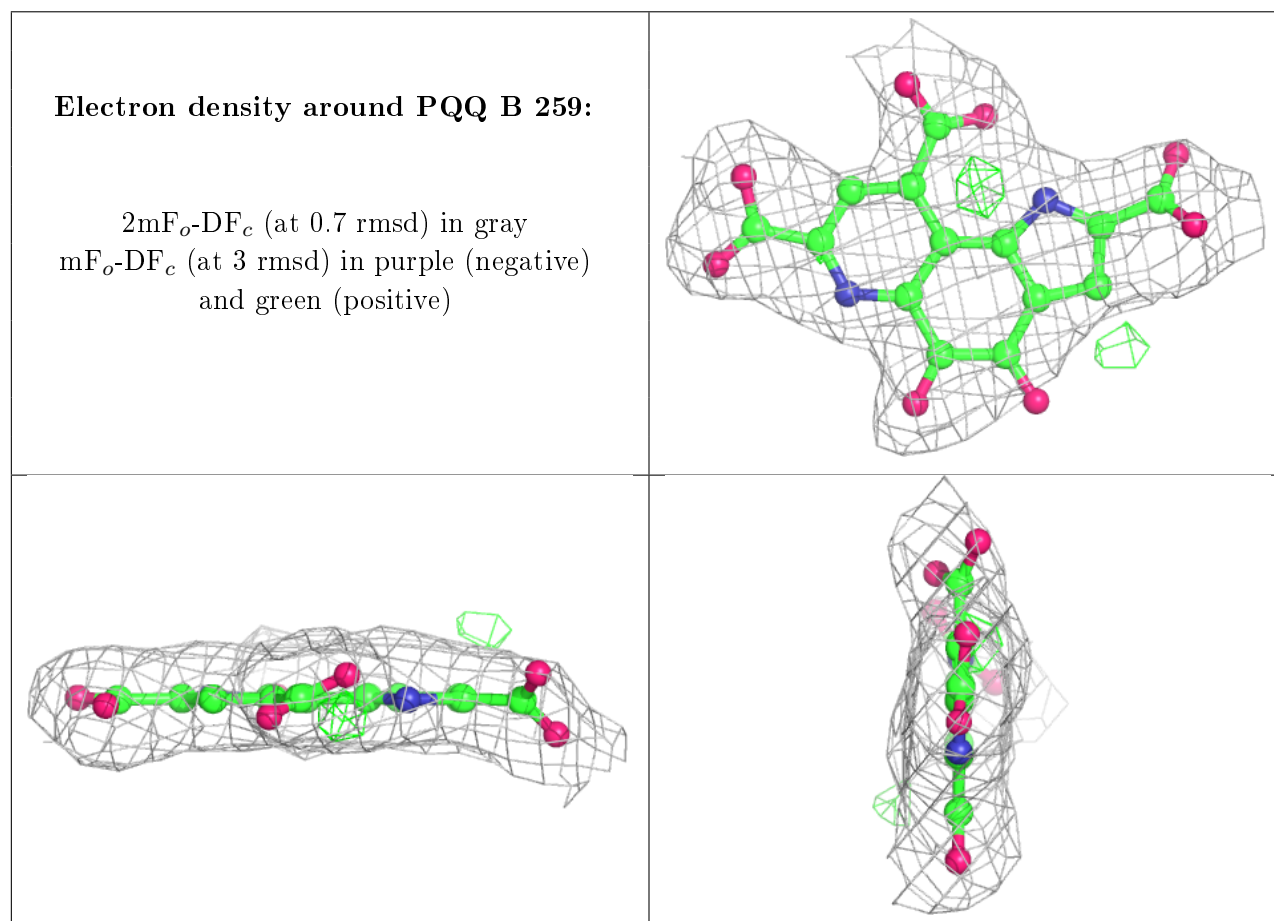 Electron density around PQQ B 259:
2mFo-DFc (at 0.7 rmsd) in gray
mFo-DFc (at 3 rmsd) in purple (negative)
and green (positive)